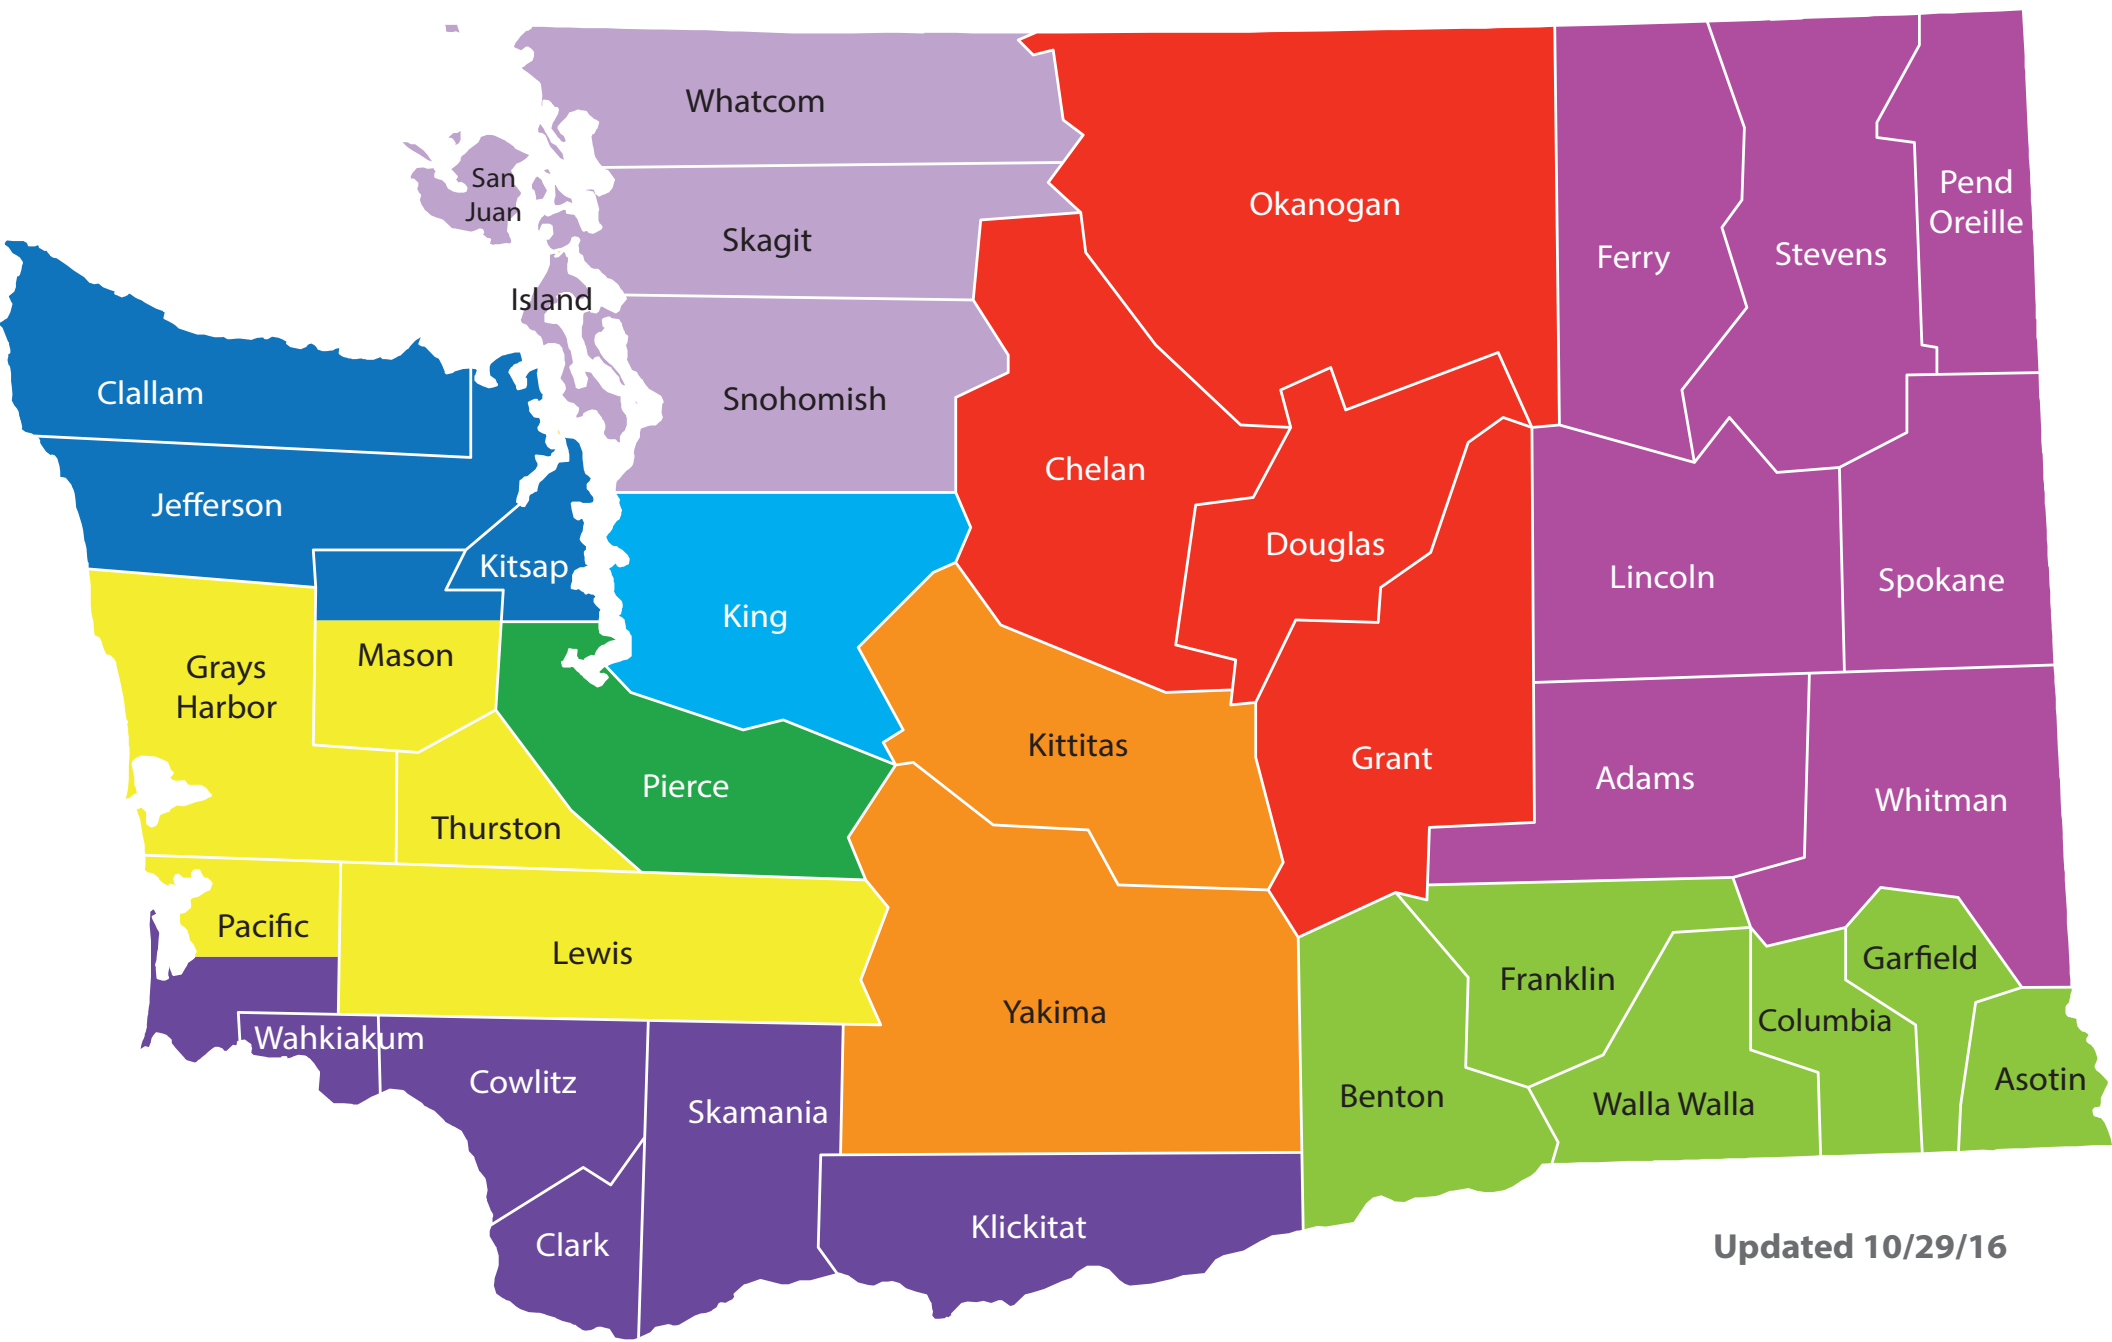 Whatcom
San
Juan
Okanogan
Pend
Oreille
Skagit
Ferry
Stevens
Island
Clallam
Snohomish
Chelan
Jefferson
Douglas
Kitsap
Lincoln
Spokane
King
Mason
Grays
Harbor
Kittitas
Grant
Adams
Whitman
Pierce
Thurston
Pacific
Lewis
Garfield
Franklin
Yakima
Columbia
Wahkiakum
Cowlitz
Asotin
Benton
Walla Walla
Skamania
Klickitat
Clark
Updated 10/29/16